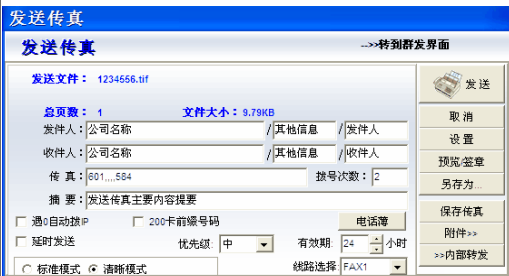 发送传真
发送传真 -->>转到群发界面
发送文件： 1234556.tif
发送
总页数： 1 文件大小：9.79KB
取 消
发件人：公司名称 /其他信息 /发件人
设 置
收件人：公司名称 /其他信息 /收件人
预览/签章
传 真：601,,,,584 拨号次数：2
另存为...
摘 要：发送传真主要内容提要
遇0自动拨IP 200卡前缀号码 电话薄
保存传真
延时发送 优先级 中 有效期: 24 小时
附件>>
标准模式 清晰模式 线路选择 FAX1
>>内部转发